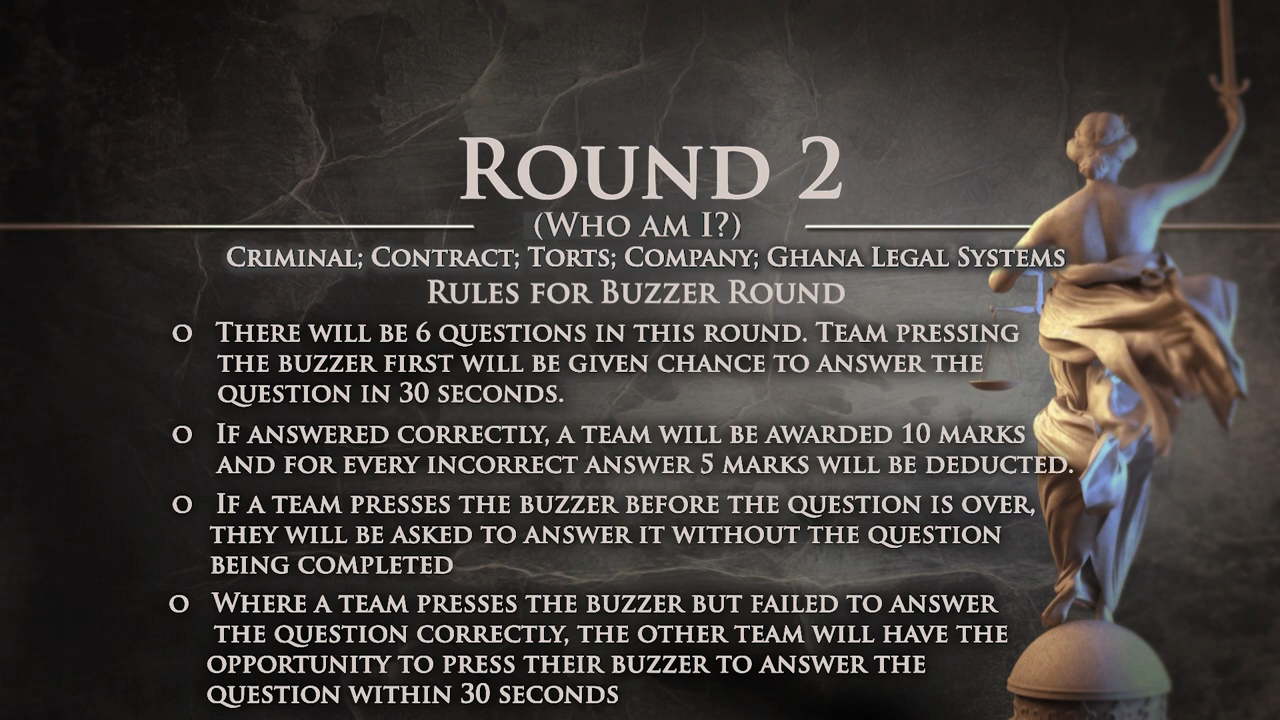 Round 2
(Who am I?)
Criminal; Contract; Torts; Company; Ghana Legal Systems
Rules for Buzzer Round
o There will be 6 questions in this round. Team pressing
the buzzer first will be given chance to answer the
question in 30 seconds.
o If answered correctly, a team will be awarded 10 marks
and for every incorrect answer 5 marks will be deducted.
o If a team presses the buzzer before the question is over,
they will be asked to answer it without the question
being completed
o Where a team presses the buzzer but failed to answer
the question correctly, the other team will have the
opportunity to press their buzzer to answer the
question within 30 seconds